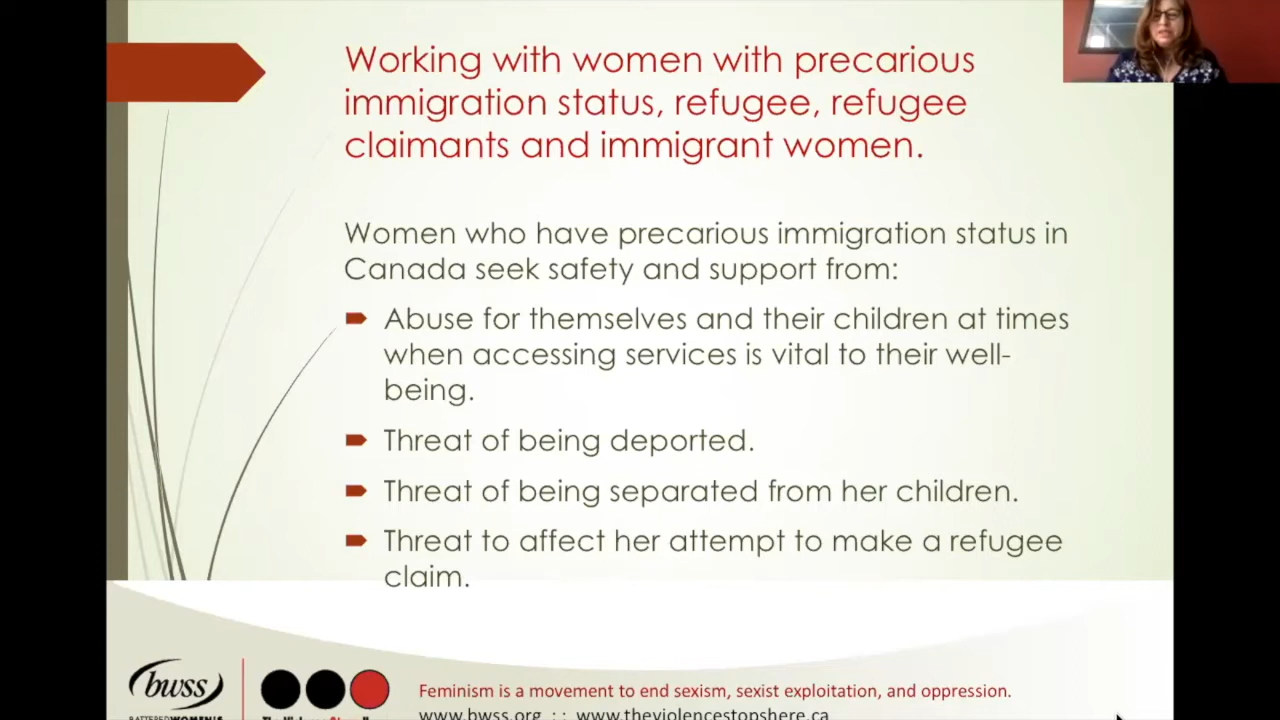 Working with women with precarious
immigration status, refugee, refugee
claimants and immigrant women.
Women who have precarious immigration status in
Canada seek safety and support from:
Abuse for themselves and their children at times
when accessing services is vital to their well-
being.
Threat of being deported.
Threat of being separated from her children.
Threat to affect her attempt to make a refugee
claim.
bwss
BATTERED WOMEN'S
Feminism is a movement to end sexism, sexist exploitation, and oppression.
www.bwss.org : : www.theviolencestopshere.ca